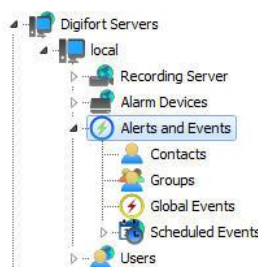 Digifort Servers
local
Recording Server
Alarm Devices
Alerts and Events
Contacts
Groups
Global Events
Scheduled Events
Users